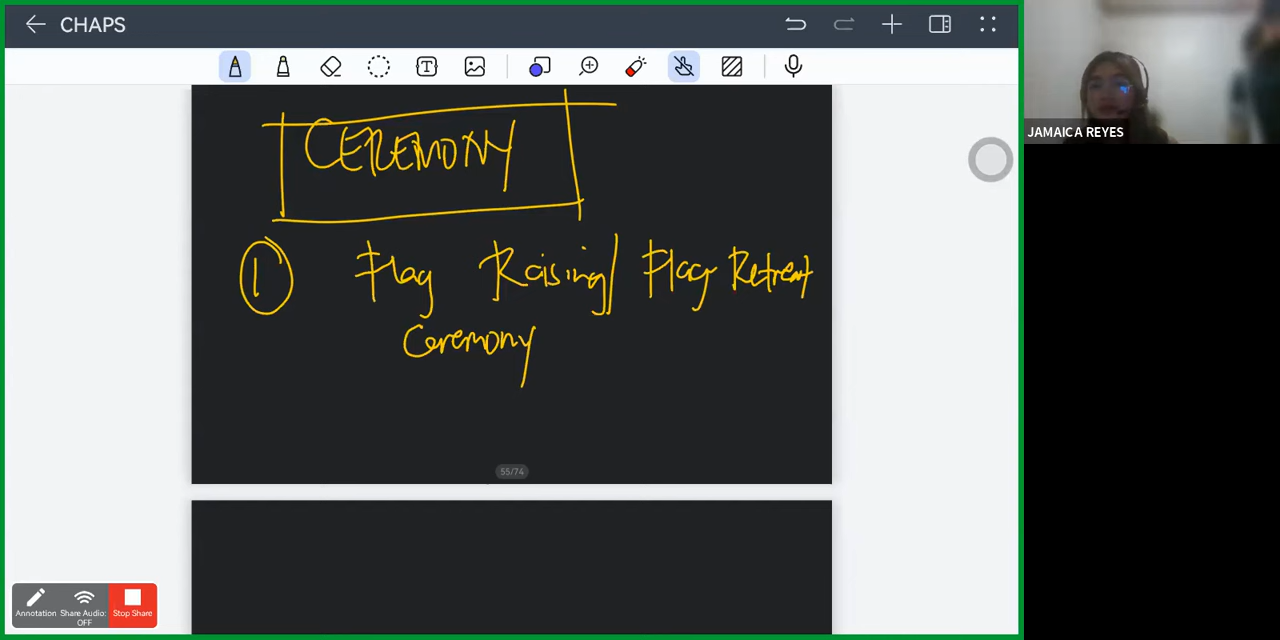 CHAPS
JAMAICA REYES
CEREMONY
1 Flag Raising/ Flag Retreat
Ceremony
55/74
Annotation Share Audio: OFF Stop Share